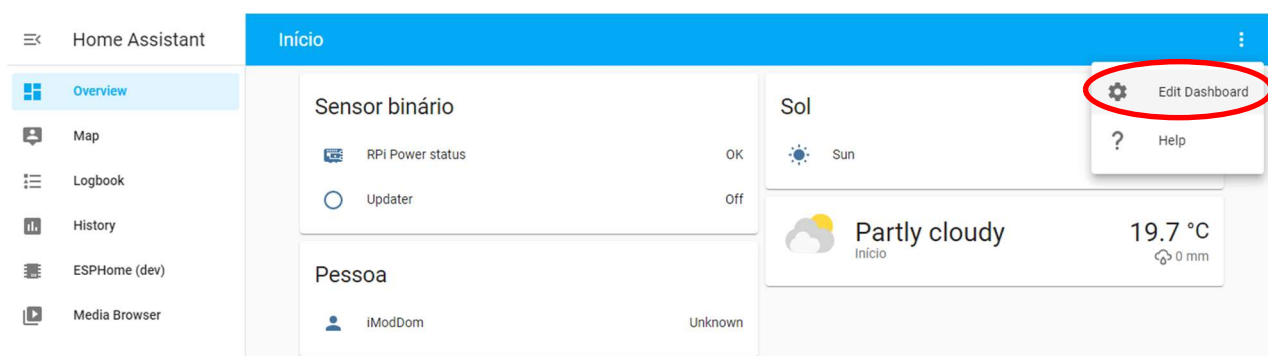 Home Assistant
Início
Overview
Map
Logbook
History
ESPHome (dev)
Media Browser
Sensor binário
RPi Power status OK
Updater Off
Pessoa
iModDom Unknown
Sol
Sun
Edit Dashboard
? Help
Partly cloudy 19.7 °C
Início 0 mm